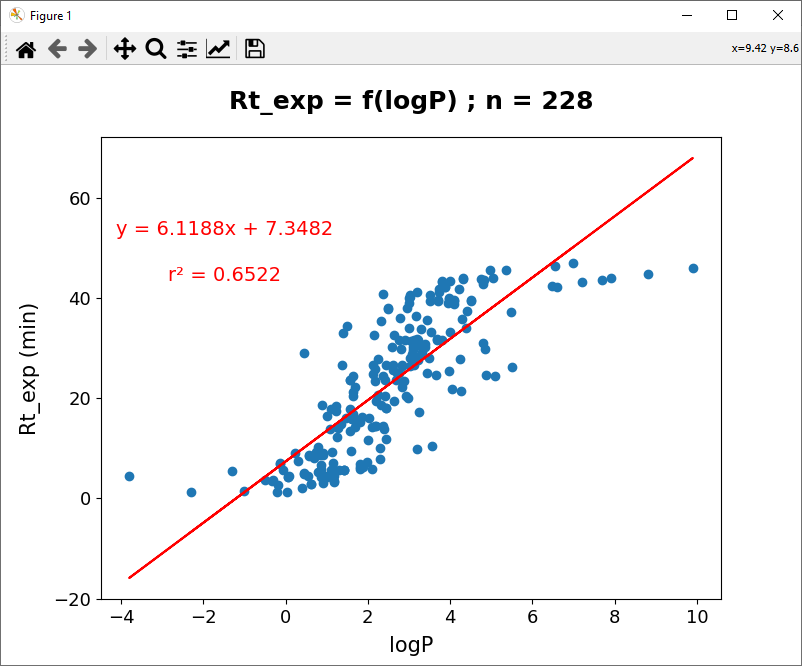 Figure 1
x=9.42 y=8.6
Rt_exp = f(logP) ; n = 228
y = 6.1188x + 7.3482
r² = 0.6522
Rt_exp (min)
60
40
20
0
−20
−4
−2
0
2
4
6
8
10
logP